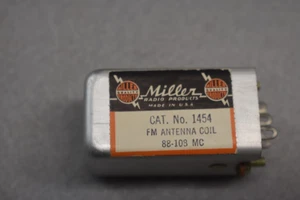 Miller
RADIO PRODUCTS
MADE IN U.S.A.
CAT. No. 1454
FM ANTENNA COIL
88-108 MC